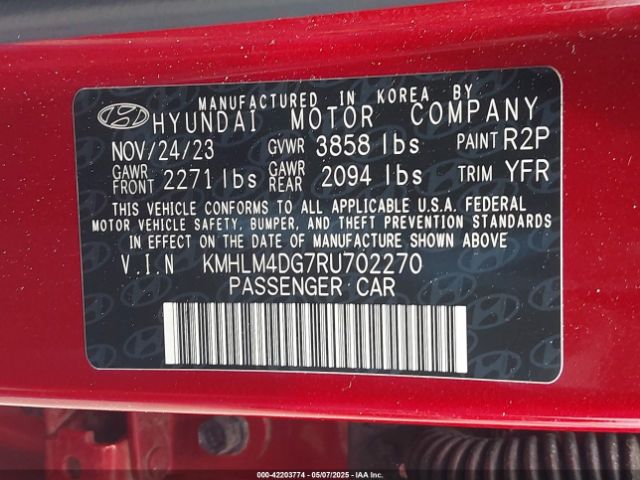 MANUFACTURED IN KOREA BY
HYUNDAI MOTOR COMPANY
NOV/24/23 GVWR 3858 lbs PAINT R2P
GAWR FRONT 2271 lbs GAWR REAR 2094 lbs TRIM YFR
THIS VEHICLE CONFORMS TO ALL APPLICABLE U.S.A. FEDERAL
MOTOR VEHICLE SAFETY, BUMPER, AND THEFT PREVENTION STANDARDS
IN EFFECT ON THE DATE OF MANUFACTURE SHOWN ABOVE.
V.I.N KMHLM4DG7RU702270
PASSENGER CAR
000-42203774 - 05/07/2025 - IAA Inc.